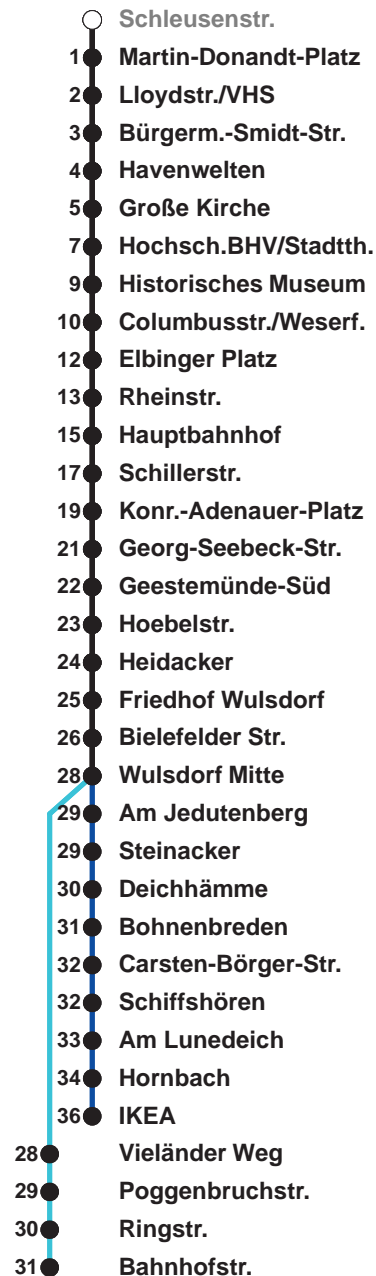 Schleusenstr.
1 Martin-Donandt-Platz
2 Lloydstr./VHS
3 Bürgerm.-Smidt-Str.
4 Havenwelten
5 Große Kirche
7 Hochsch.BHV/Stadtth.
9 Historisches Museum
10 Columbusstr./Weserf.
12 Elbinger Platz
13 Rheinstr.
15 Hauptbahnhof
17 Schillerstr.
19 Konr.-Adenauer-Platz
21 Georg-Seebeck-Str.
22 Geestemünde-Süd
23 Hoebelstr.
24 Heidacker
25 Friedhof Wulsdorf
26 Bielefelder Str.
28 Wulsdorf Mitte
29 Am Jedutenberg
29 Steinacker
30 Deichhämme
31 Bohnenbreden
32 Carsten-Börger-Str.
32 Schiffshören
33 Am Lunedeich
34 Hornbach
36 IKEA
28 Vieländer Weg
29 Poggenbruchstr.
30 Ringstr.
31 Bahnhofstr.